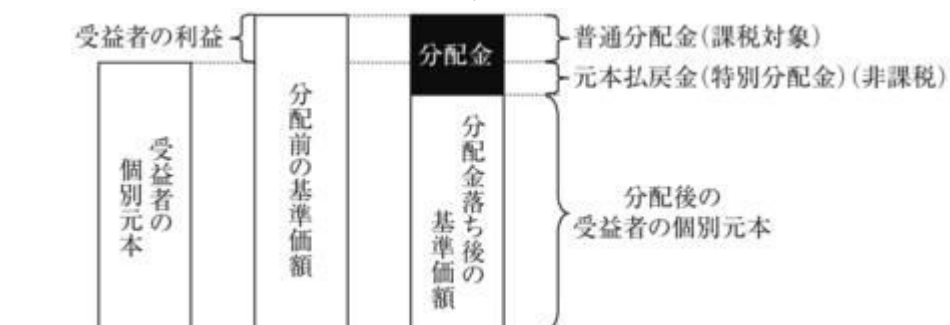 受益者の利益
分配金
普通分配金(課税対象)
元本払戻金(特別分配金)(非課税)
受益者の
個別元本
分配前の基準価額
分配金落ち後の
基準価額
分配後の
受益者の個別元本